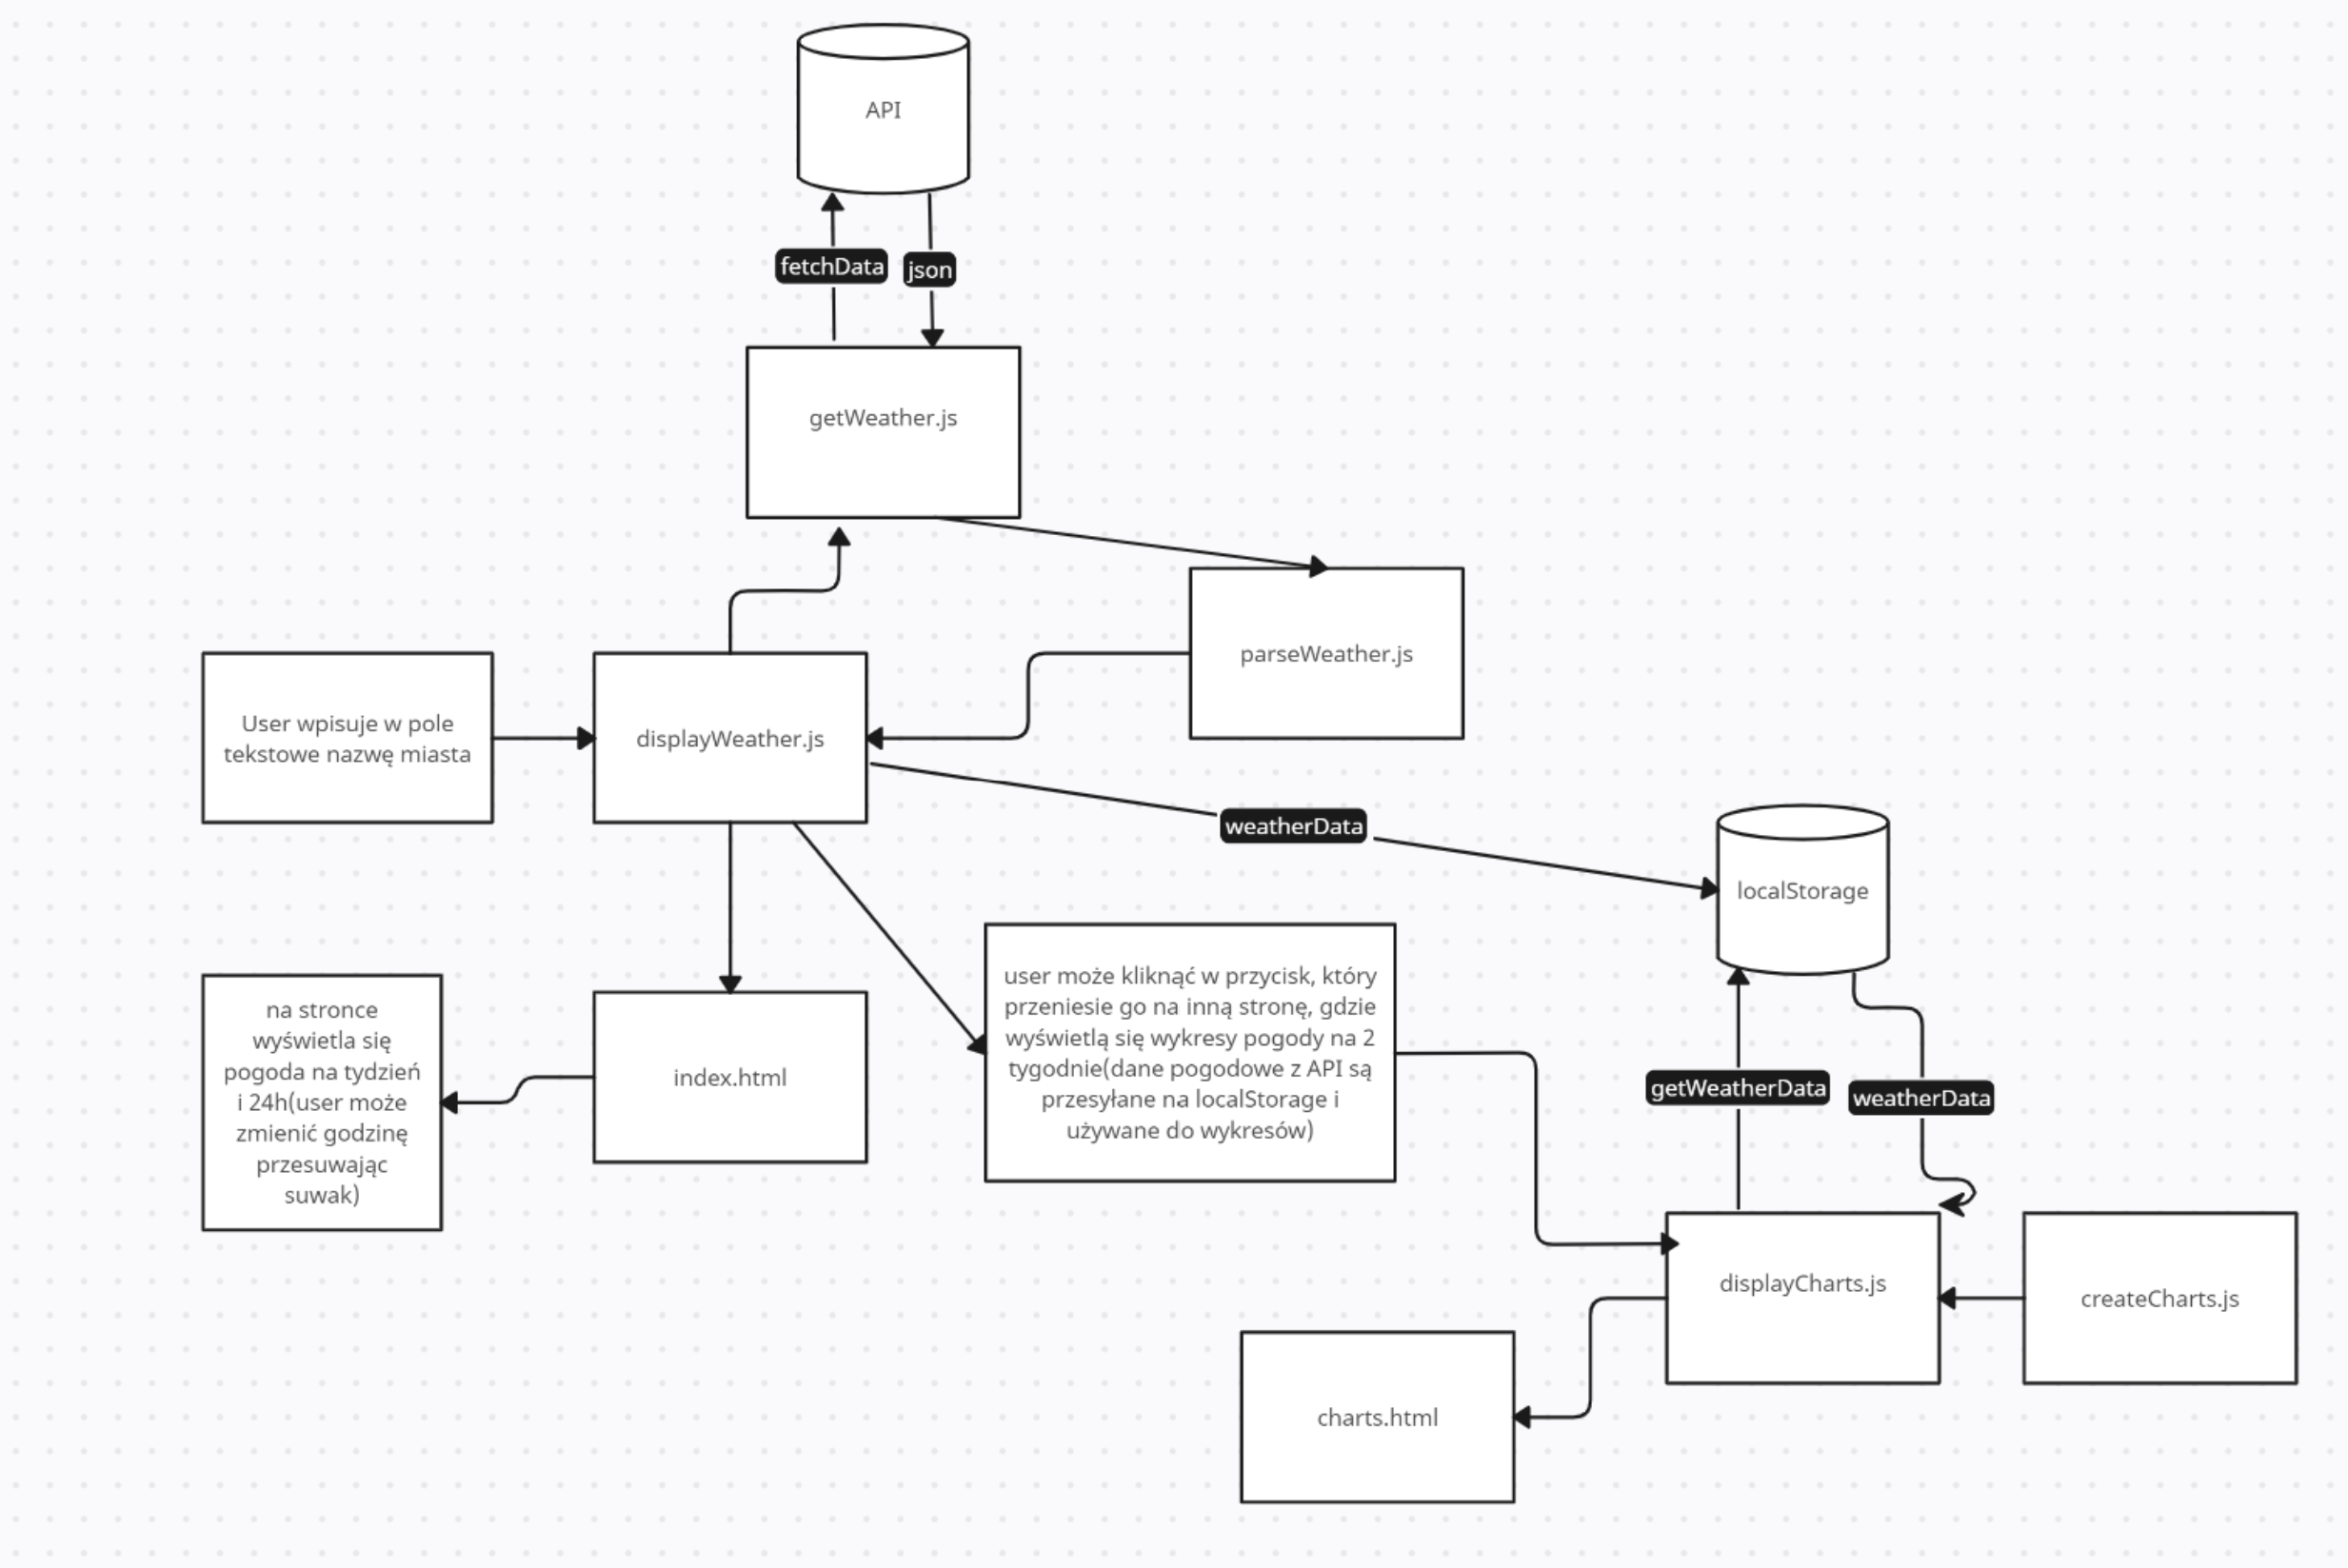 API
fetchData
json
getWeather.js
parseWeather.js
User wpisuje w pole
tekstowe nazwę miasta
displayWeather.js
weatherData
localStorage
na stronce
wyświetla się
pogoda na tydzień
i 24h(user może
zmienić godzinę
przesuwając
suwak)
index.html
user może kliknąć w przycisk, który
przeniesie go na inną stronę, gdzie
wyświetlą się wykresy pogody na 2
tygodnie(dane pogodowe z API są
przesyłane na localStorage i
używane do wykresów)
getWeatherData
weatherData
displayCharts.js
createCharts.js
charts.html